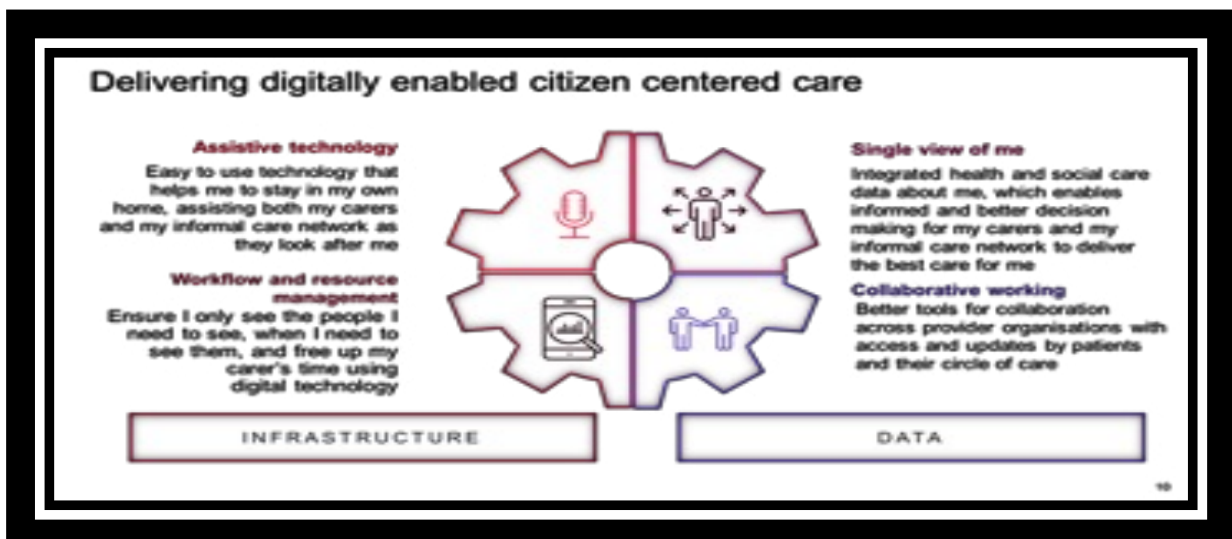 Delivering digitally enabled citizen centered care
Assistive technology
Easy to use technology that
helps me to stay in my own
home, assisting both my carers
and my informal care network as
they look after me
Workflow and resource
management
Ensure I only see the people I
need to see, when I need to
see them, and free up my
carer's time using
digital technology
Single view of me
Integrated health and social care
data about me, which enables
informed and better decision
making for my carers and my
informal care network to deliver
the best care for me
Collaborative working
Better tools for collaboration
across provider organisations with
access and updates by patients
and their circle of care
INFRASTRUCTURE
DATA
10